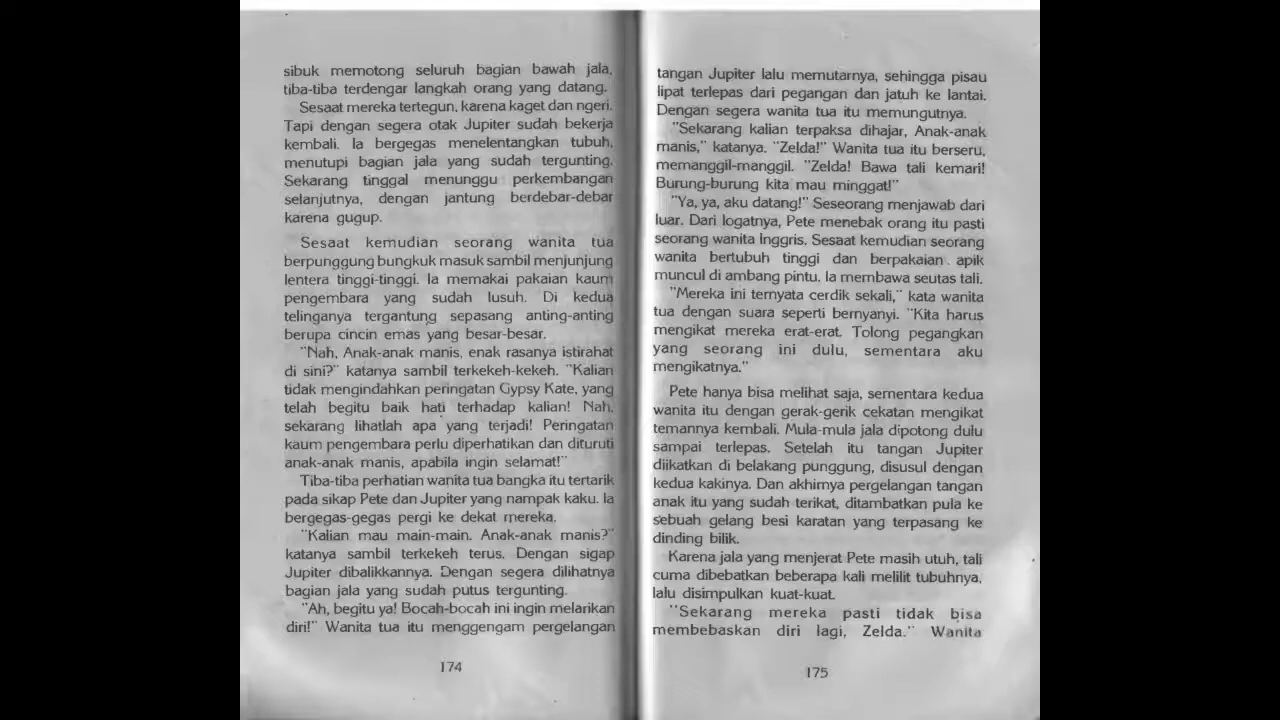 sibuk memotong seluruh bagian bawah jala,
tiba-tiba terdengar langkah orang yang datang.
Sesaat mereka tertegun, karena kaget dan ngeri.
Tapi dengan segera otak Jupiter sudah bekerja
kembali. Ia bergegas menelentangkan tubuh,
menutupi bagian jala yang sudah tergunting.
Sekarang tinggal menunggu perkembangan
selanjutnya, dengan jantung berdebar-debar
karena gugup.
Sesaat kemudian seorang wanita tua
berpunggung bungkuk masuk sambil menjunjung
lentera tinggi-tinggi. Ia memakai pakaian kaum
pengembara yang sudah lusuh. Di kedua
telinganya tergantung sepasang anting-anting
berupa cincin emas yang besar-besar.
"Nah, Anak-anak manis, enak rasanya istirahat
di sini?" katanya sambil terkekeh-kekeh. "Kalian
tidak mengindahkan peringatan Gypsy Kate, yang
telah begitu baik hati terhadap kalian! Nah,
sekarang lihatlah apa yang terjadi! Peringatan
kaum pengembara perlu diperhatikan dan dituruti
anak-anak manis, apabila ingin selamat!"
Tiba-tiba perhatian wanita tua bangka itu tertarik
pada sikap Pete dan Jupiter yang nampak kaku. Ia
bergegas-gegas pergi ke dekat mereka.
"Kalian mau main-main. Anak-anak manis?"
katanya sambil terkekeh terus. Dengan sigap
Jupiter dibalikkannya. Dengan segera dilihatnya
bagian jala yang sudah putus tergunting.
"Ah, begitu ya! Bocah-bocah ini ingin melarikan
diri!" Wanita tua itu menggengam pergelangan
174
tangan Jupiter lalu memutarnya, sehingga pisau
lipat terlepas dari pegangan dan jatuh ke lantai.
Dengan segera wanita tua itu memungutnya.
"Sekarang kalian terpaksa dihajar, Anak-anak
manis," katanya. "Zelda!" Wanita tua itu berseru,
memanggil-manggil. "Zelda! Bawa tali kemari!
Burung-burung kita mau minggat!"
"Ya, ya, aku datang!" Seseorang menjawab dari
luar. Dari logatnya, Pete menebak orang itu pasti
seorang wanita Inggris. Sesaat kemudian seorang
wanita bertubuh tinggi dan berpakaian apik
muncul di ambang pintu. Ia membawa seutas tali.
"Mereka ini ternyata cerdik sekali," kata wanita
tua dengan suara seperti bernyanyi. "Kita harus
mengikat mereka erat-erat. Tolong pegangkan
yang seorang ini dulu, sementara aku
mengikatnya."
Pete hanya bisa melihat saja, sementara kedua
wanita itu dengan gerak-gerik cekatan mengikat
temannya kembali. Mula-mula jala dipotong dulu
sampai terlepas. Setelah itu tangan Jupiter
diikatkan di belakang punggung, disusul dengan
kedua kakinya. Dan akhirnya pergelangan tangan
anak itu yang sudah terikat, ditambatkan pula ke
sebuah gelang besi karatan yang terpasang ke
dinding bilik.
Karena jala yang menjerat Pete masih utuh, tali
cuma dibebatkan beberapa kali melilit tubuhnya,
lalu disimpulkan kuat-kuat.
"Sekarang mereka pasti tidak bisa
membebaskan diri lagi, Zelda." Wanita
175